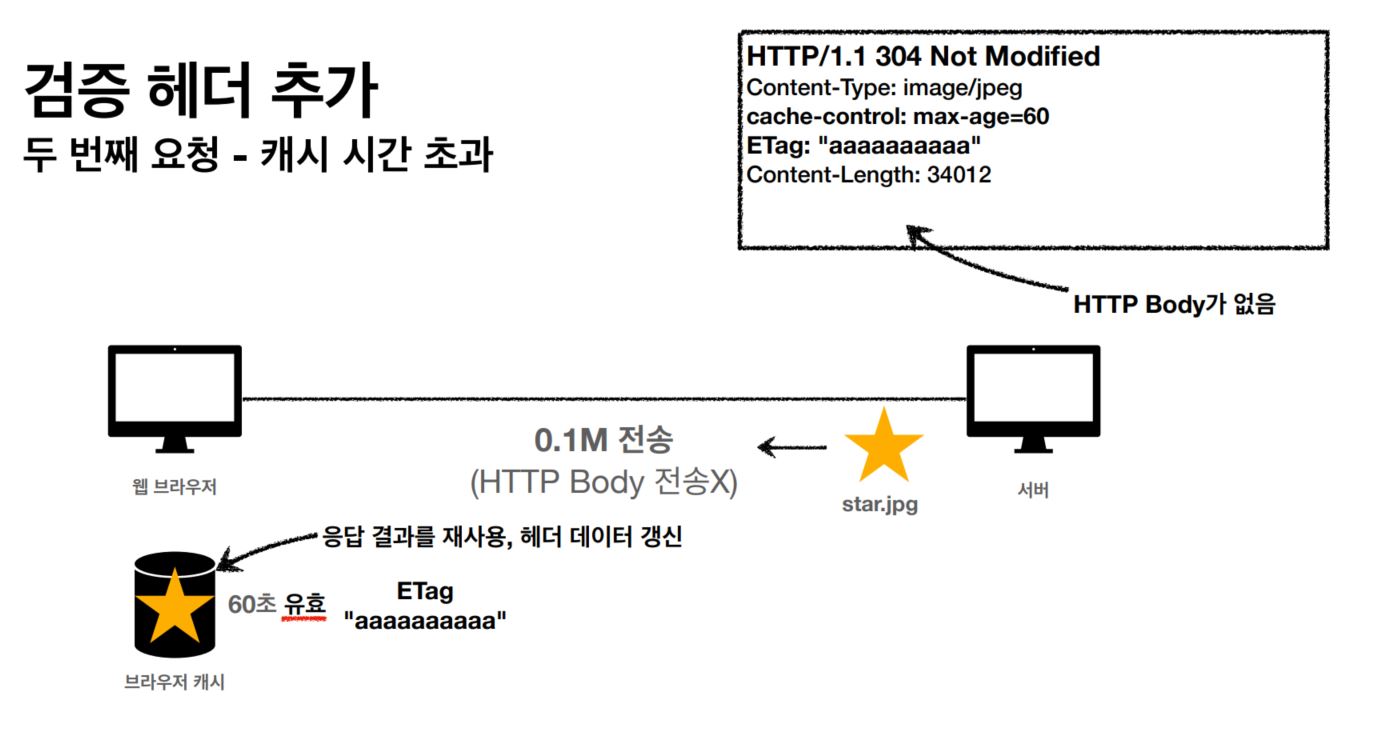 검증 헤더 추가
두 번째 요청 - 캐시 시간 초과
HTTP/1.1 304 Not Modified
Content-Type: image/jpeg
cache-control: max-age=60
ETag: "aaaaaaaaaa"
Content-Length: 34012
HTTP Body가 없음
웹 브라우저
0.1M 전송
(HTTP Body 전송X)
star.jpg
서버
응답 결과를 재사용, 헤더 데이터 갱신
60초 유효
ETag
"aaaaaaaaaa"
브라우저 캐시